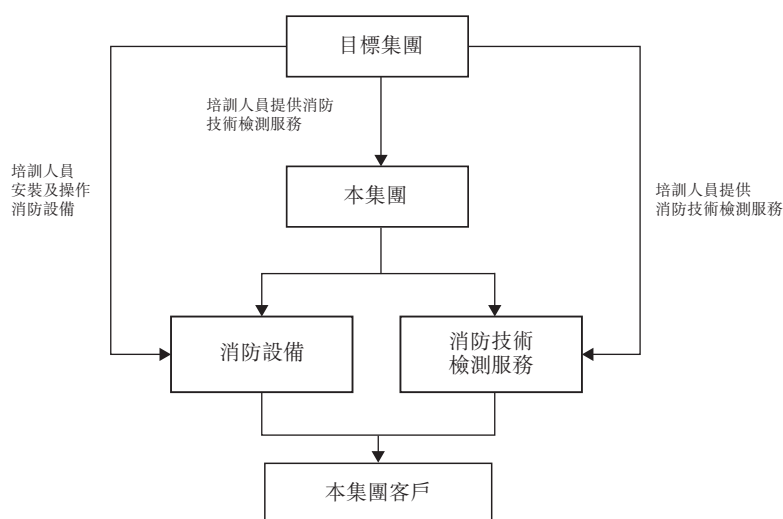 目標集團
培訓人員提供消防
技術檢測服務
培訓人員
安裝及操作
消防設備
本集團
培訓人員提供
消防技術檢測服務
消防設備
消防技術
檢測服務
本集團客戶